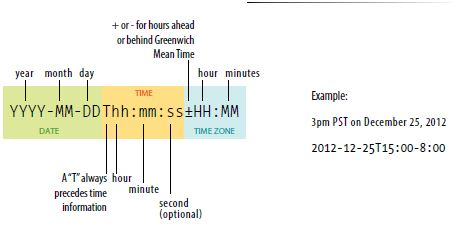 + or - for hours ahead
or behind Greenwich
Mean Time
year month day
hour minutes
TIME
YYYY-MM-DDThh:mm:ss±HH:MM
DATE
TIME ZONE
A "T" always
precedes time
information
hour
minute
second
(optional)
Example:
3pm PST on December 25, 2012
2012-12-25T15:00-8:00